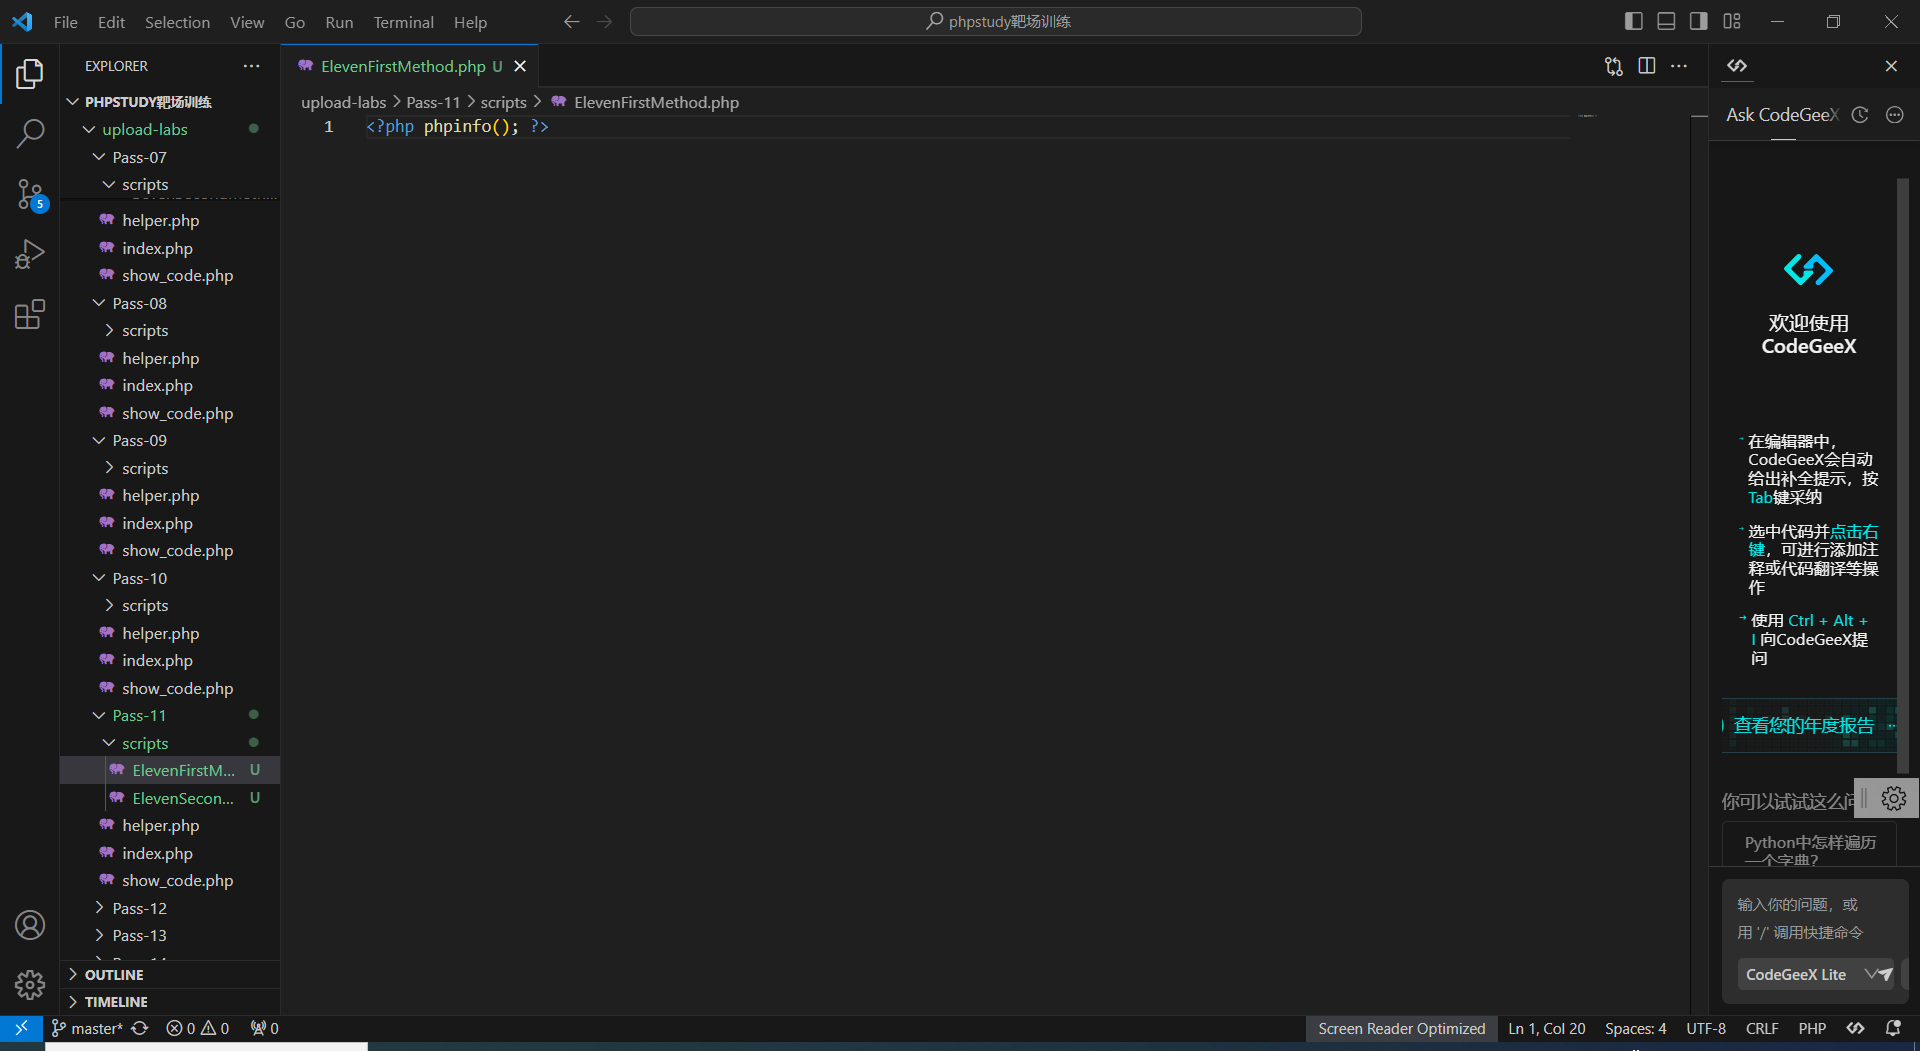 File Edit Selection View Go Run Terminal Help
phpstudy靶场训练
EXPLORER
PHPSTUDY靶场训练
upload-labs
Pass-07
scripts
helper.php
index.php
show_code.php
Pass-08
scripts
helper.php
index.php
show_code.php
Pass-09
scripts
helper.php
index.php
show_code.php
Pass-10
scripts
helper.php
index.php
show_code.php
Pass-11
scripts
ElevenFirstM... U
ElevenSecon... U
helper.php
index.php
show_code.php
Pass-12
Pass-13
OUTLINE
TIMELINE
5
ElevenFirstMethod.php U
upload-labs > Pass-11 > scripts > ElevenFirstMethod.php
1 <?php phpinfo(); ?>
Ask CodeGeeX
欢迎使用
CodeGeeX
在编辑器中，
CodeGeeX会自动
给出补全提示，按
Tab键采纳
选中代码并点击右
键，可进行添加注
释或代码翻译等操
作
使用 Ctrl + Alt +
I 向CodeGeeX提
问
查看您的年度报告
你可以试试这么问
Python中怎样遍历
一个字典?
输入你的问题，或
用 '/' 调用快捷命令
CodeGeeX Lite
master* 0 0 0
Screen Reader Optimized Ln 1, Col 20 Spaces: 4 UTF-8 CRLF PHP